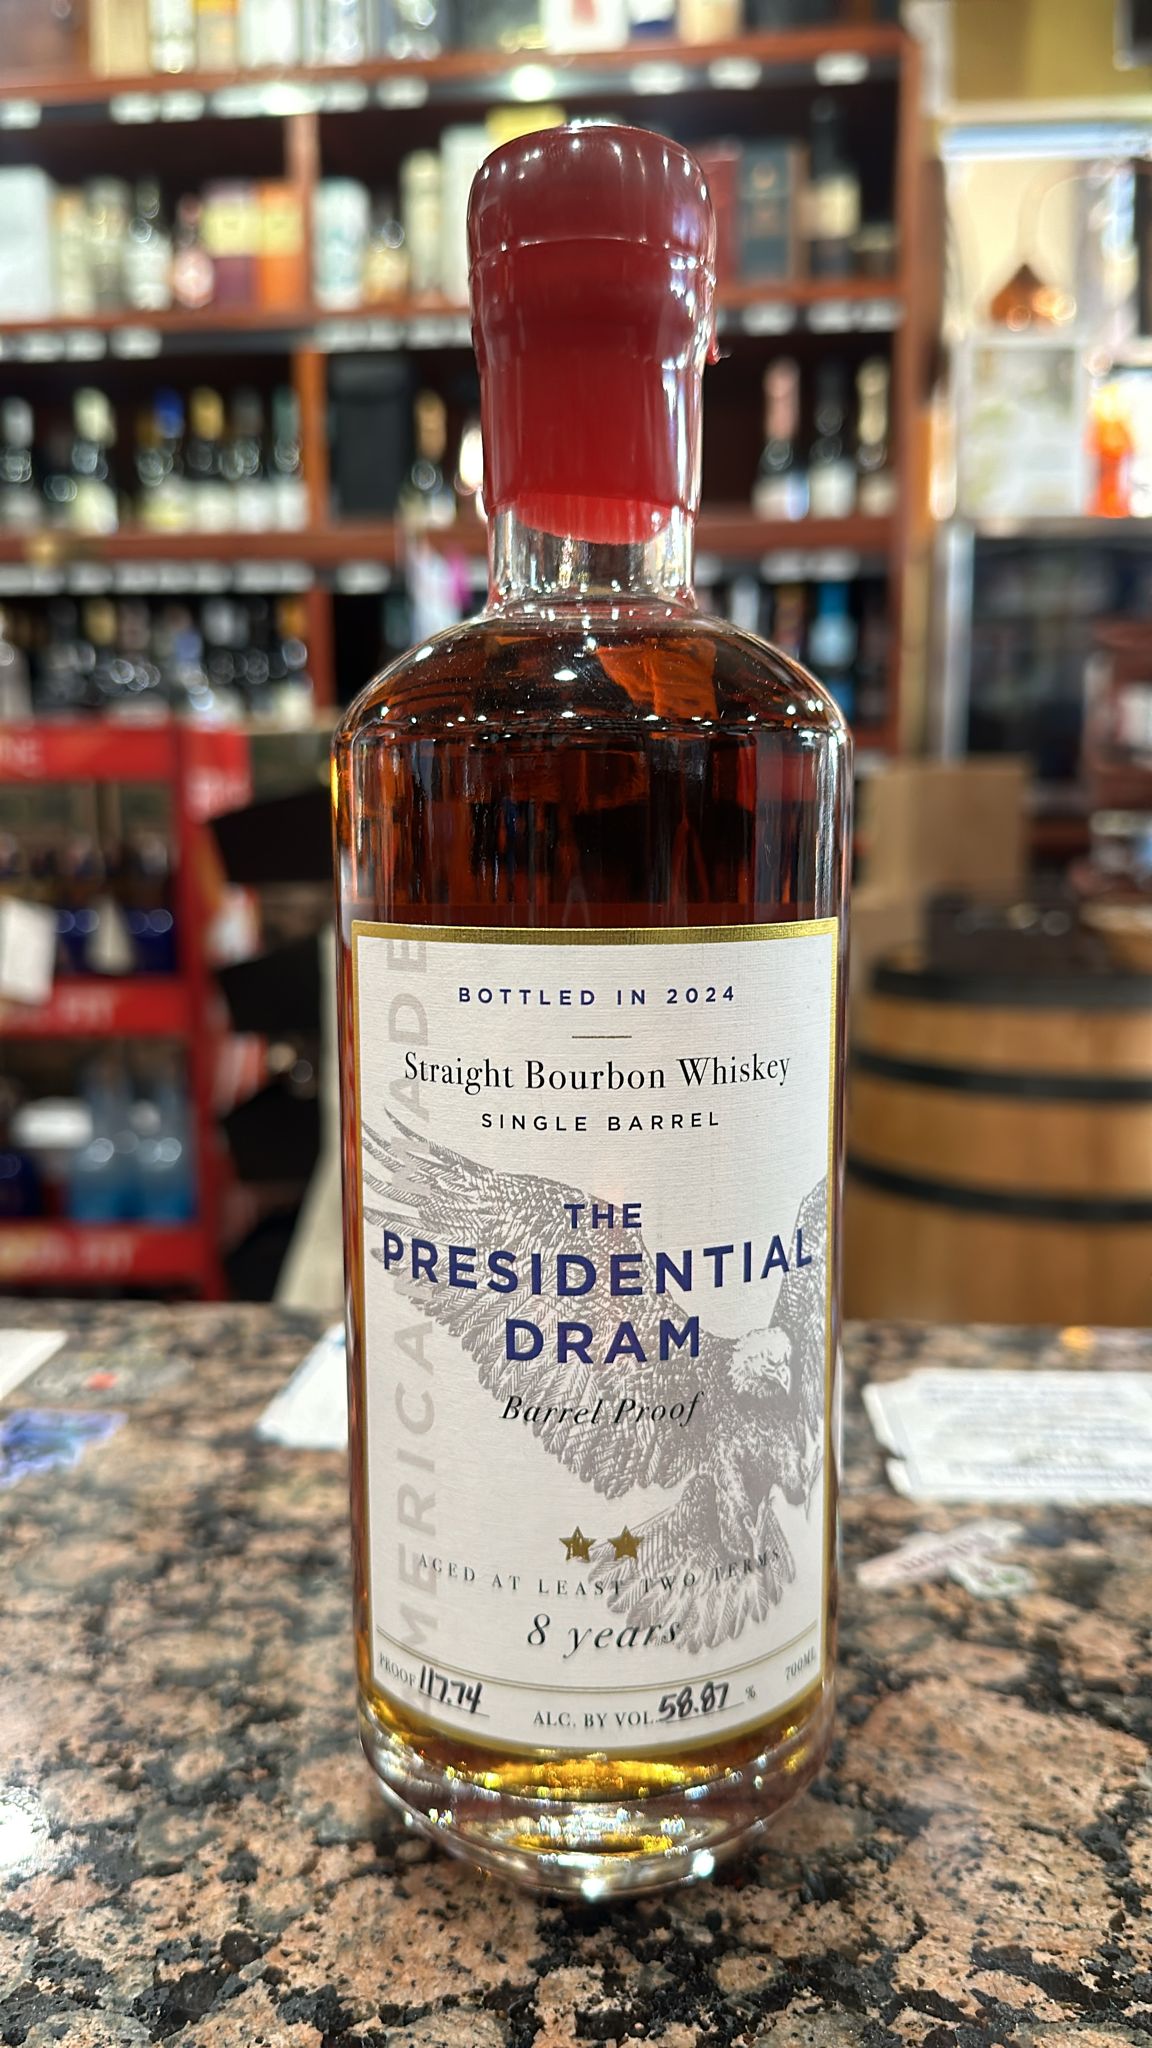 BOTTLED IN 2024
Straight Bourbon Whiskey
SINGLE BARREL
THE
PRESIDENTIAL
DRAM
Barrel Proof
AGED AT LEAST TWO TERMS
8 years
PROOF 117.74
ALC. BY VOL. 58.87 %
700ML
MERICAN MADE